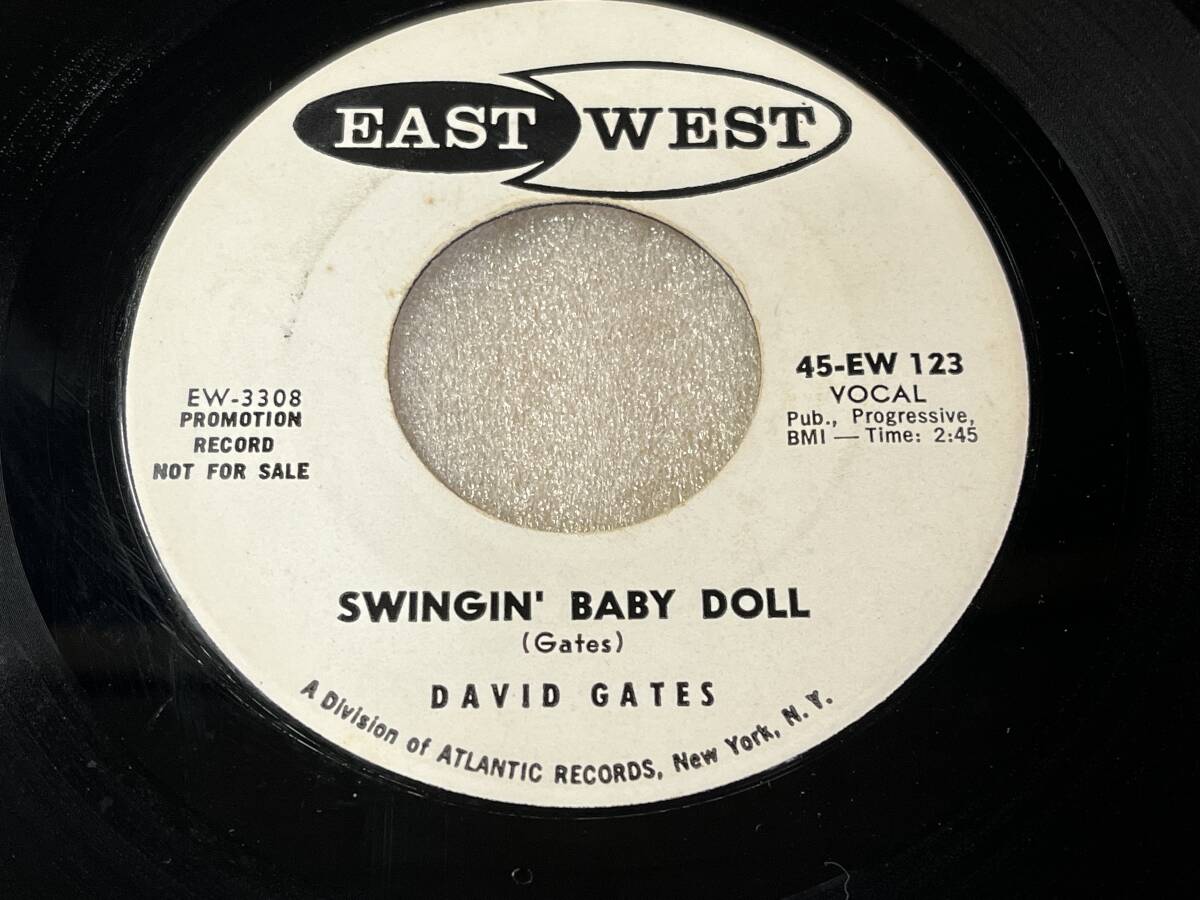 EAST WEST
EW-3308
PROMOTION
RECORD
NOT FOR SALE
45-EW 123
VOCAL
Pub., Progressive,
BMI — Time: 2:45
SWINGIN' BABY DOLL
(Gates)
DAVID GATES
A Division of ATLANTIC RECORDS, New York, N. Y.